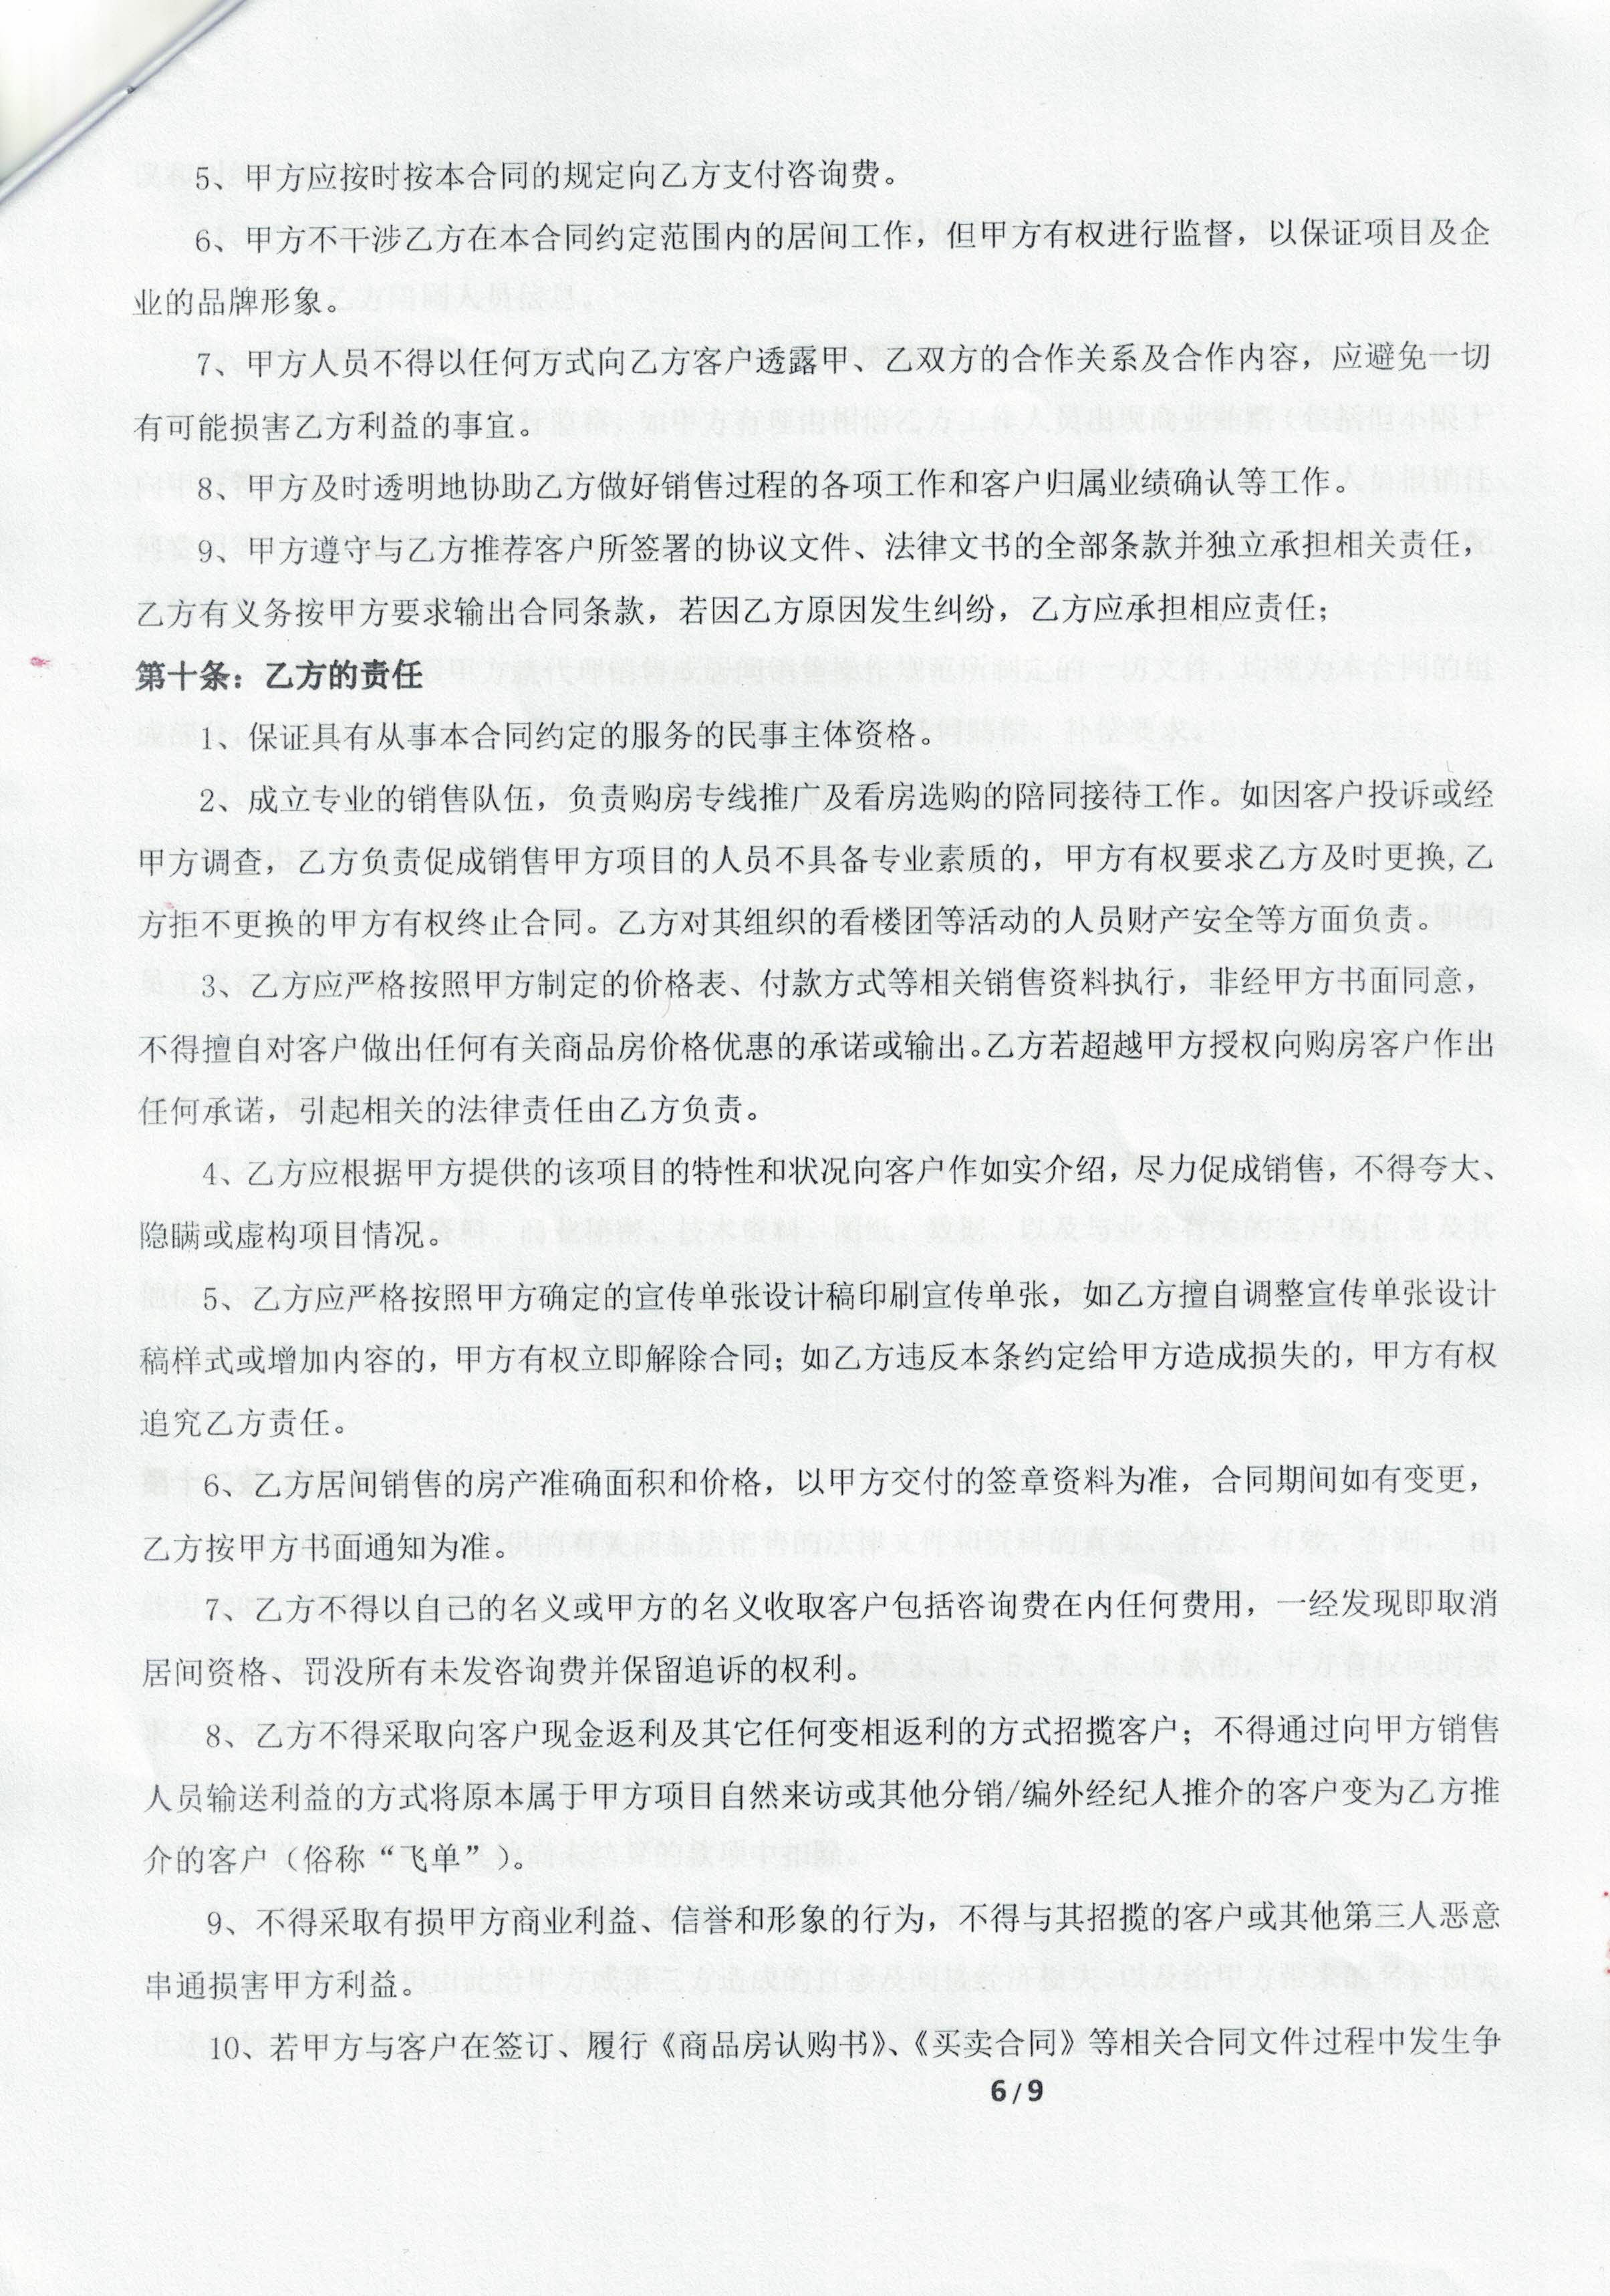 5、甲方应按时按本合同的规定向乙方支付咨询费。
6、甲方不干涉乙方在本合同约定范围内的居间工作，但甲方有权进行监督，以保证项目及企
业的品牌形象。
7、甲方人员不得以任何方式向乙方客户透露甲、乙双方的合作关系及合作内容，应避免一切
有可能损害乙方利益的事宜。
8、甲方及时透明地协助乙方做好销售过程的各项工作和客户归属业绩确认等工作。
9、甲方遵守与乙方推荐客户所签署的协议文件、法律文书的全部条款并独立承担相关责任，
乙方有义务按甲方要求输出合同条款，若因乙方原因发生纠纷，乙方应承担相应责任；
第十条：乙方的责任
1、保证具有从事本合同约定的服务的民事主体资格。
2、成立专业的销售队伍，负责购房专线推广及看房选购的陪同接待工作。如因客户投诉或经
甲方调查，乙方负责促成销售甲方项目的人员不具备专业素质的，甲方有权要求乙方及时更换,乙
方拒不更换的甲方有权终止合同。乙方对其组织的看楼团等活动的人员财产安全等方面负责。
3、乙方应严格按照甲方制定的价格表、付款方式等相关销售资料执行，非经甲方书面同意，
不得擅自对客户做出任何有关商品房价格优惠的承诺或输出。乙方若超越甲方授权向购房客户作出
任何承诺，引起相关的法律责任由乙方负责。
4、乙方应根据甲方提供的该项目的特性和状况向客户作如实介绍，尽力促成销售，不得夸大、
隐瞒或虚构项目情况。
5、乙方应严格按照甲方确定的宣传单张设计稿印刷宣传单张，如乙方擅自调整宣传单张设计
稿样式或增加内容的，甲方有权立即解除合同；如乙方违反本条约定给甲方造成损失的，甲方有权
追究乙方责任。
6、乙方居间销售的房产准确面积和价格，以甲方交付的签章资料为准，合同期间如有变更，
乙方按甲方书面通知为准。
7、乙方不得以自己的名义或甲方的名义收取客户包括咨询费在内任何费用，一经发现即取消
居间资格、罚没所有未发咨询费并保留追诉的权利。
8、乙方不得采取向客户现金返利及其它任何变相返利的方式招揽客户；不得通过向甲方销售
人员输送利益的方式将原本属于甲方项目自然来访或其他分销/编外经纪人推介的客户变为乙方推
介的客户（俗称“飞单”）。
9、不得采取有损甲方商业利益、信誉和形象的行为，不得与其招揽的客户或其他第三人恶意
串通损害甲方利益。
10、若甲方与客户在签订、履行《商品房认购书》、《买卖合同》等相关合同文件过程中发生争
6/9